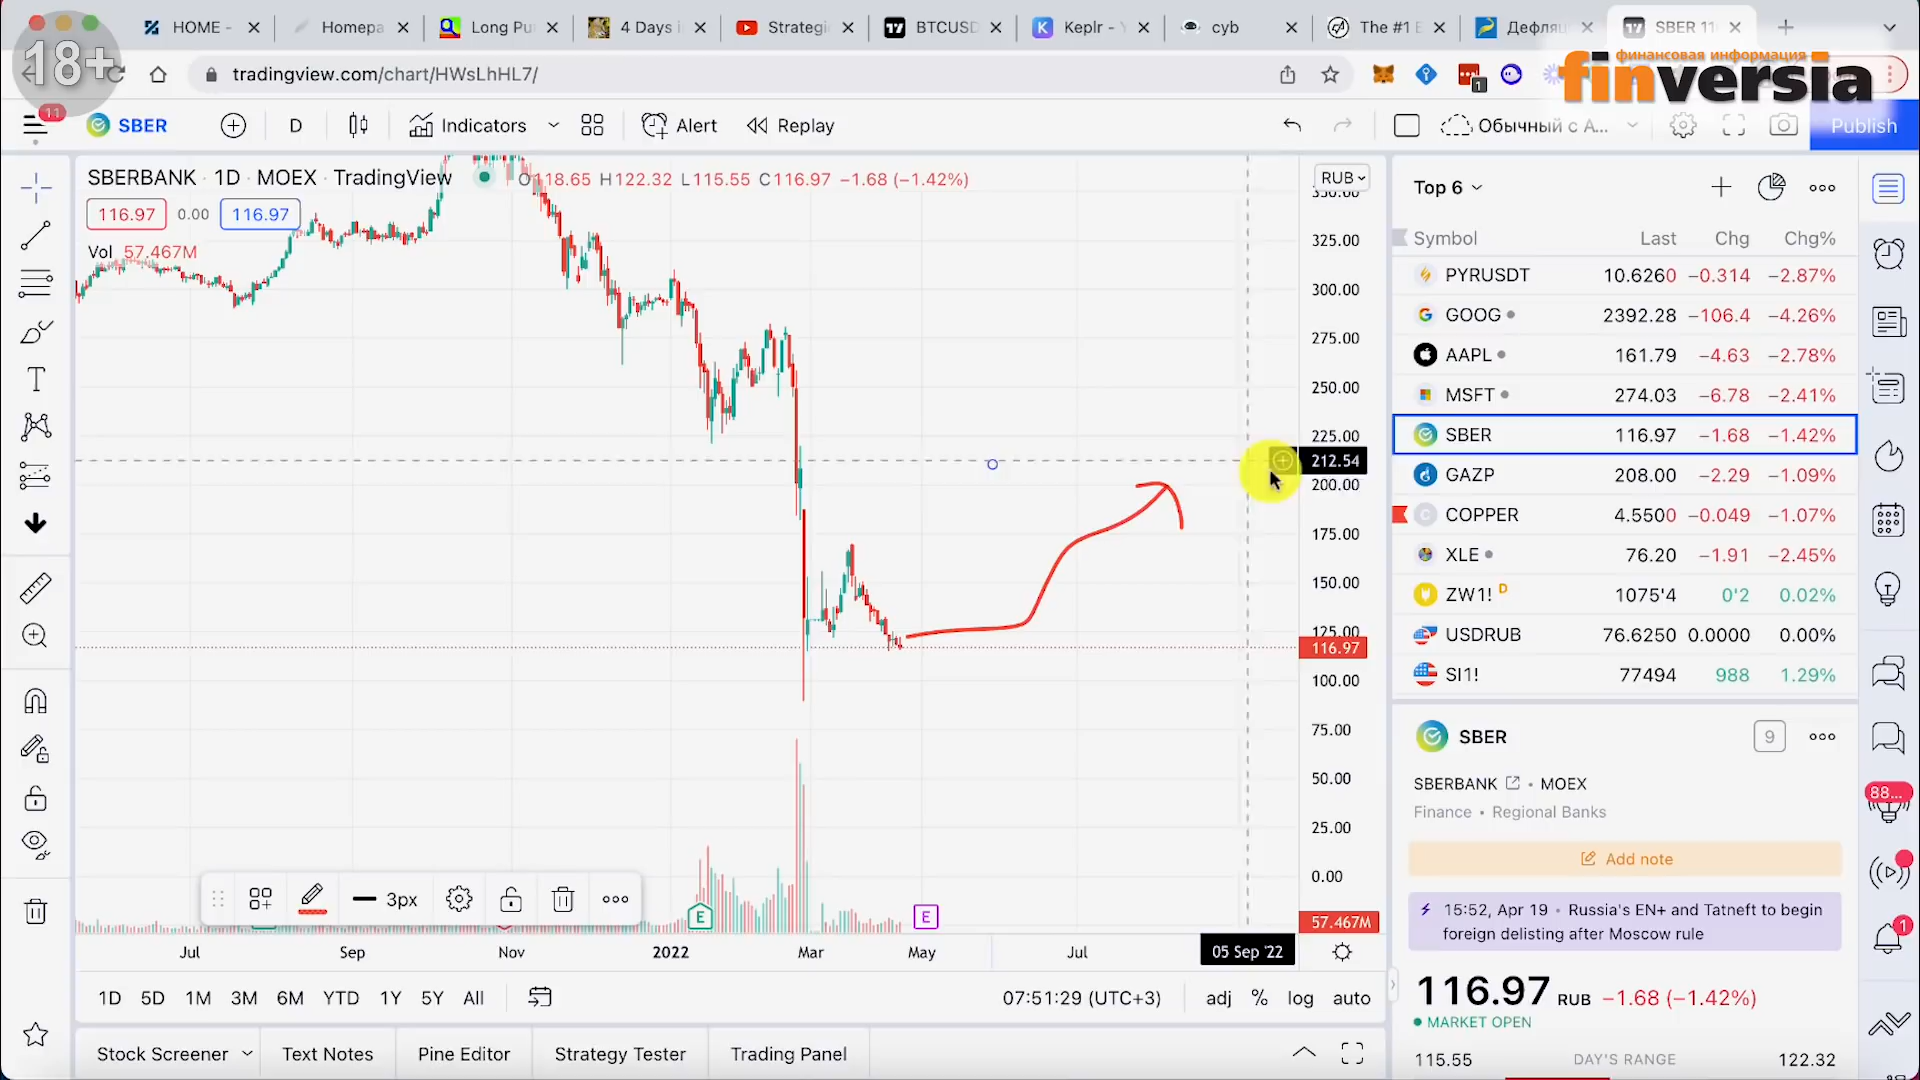 HOME -
Homepa
Long Pu
4 Days i
Strategi
BTCUSD
Keplr -
cyb
The #1 E
Дефляц
SBER 11
18+
tradingview.com/chart/HWsLhHL7/
1
финансовая информация
finversia
11
SBER
D
Indicators
Alert
Replay
Обычный с А...
Publish
SBERBANK · 1D · MOEX · TradingView
O118.65 H122.32 L115.55 C116.97 −1.68 (−1.42%)
RUB
116.97 0.00 116.97
Vol 57.467M
350.00
325.00
300.00
275.00
250.00
225.00
212.54
200.00
175.00
150.00
125.00
116.97
100.00
75.00
50.00
25.00
0.00
57.467M
3px
E
E
Jul Sep Nov 2022 Mar May Jul 05 Sep '22
1D 5D 1M 3M 6M YTD 1Y 5Y All
07:51:29 (UTC+3) adj % log auto
Stock Screener Text Notes Pine Editor Strategy Tester Trading Panel
Top 6
Symbol Last Chg Chg%
PYRUSDT 10.6260 −0.314 −2.87%
GOOG 2392.28 −106.4 −4.26%
AAPL 161.79 −4.63 −2.78%
MSFT 274.03 −6.78 −2.41%
SBER 116.97 −1.68 −1.42%
GAZP 208.00 −2.29 −1.09%
C COPPER 4.5500 −0.049 −1.07%
XLE 76.20 −1.91 −2.45%
ZW1! D 1075'4 0'2 0.02%
USDRUB 76.6250 0.0000 0.00%
SI1! 77494 988 1.29%
SBER 9
SBERBANK · MOEX
Finance · Regional Banks
Add note
15:52, Apr 19 · Russia's EN+ and Tatneft to begin
foreign delisting after Moscow rule
116.97 RUB −1.68 (−1.42%)
MARKET OPEN
115.55 DAY'S RANGE 122.32
88...
1